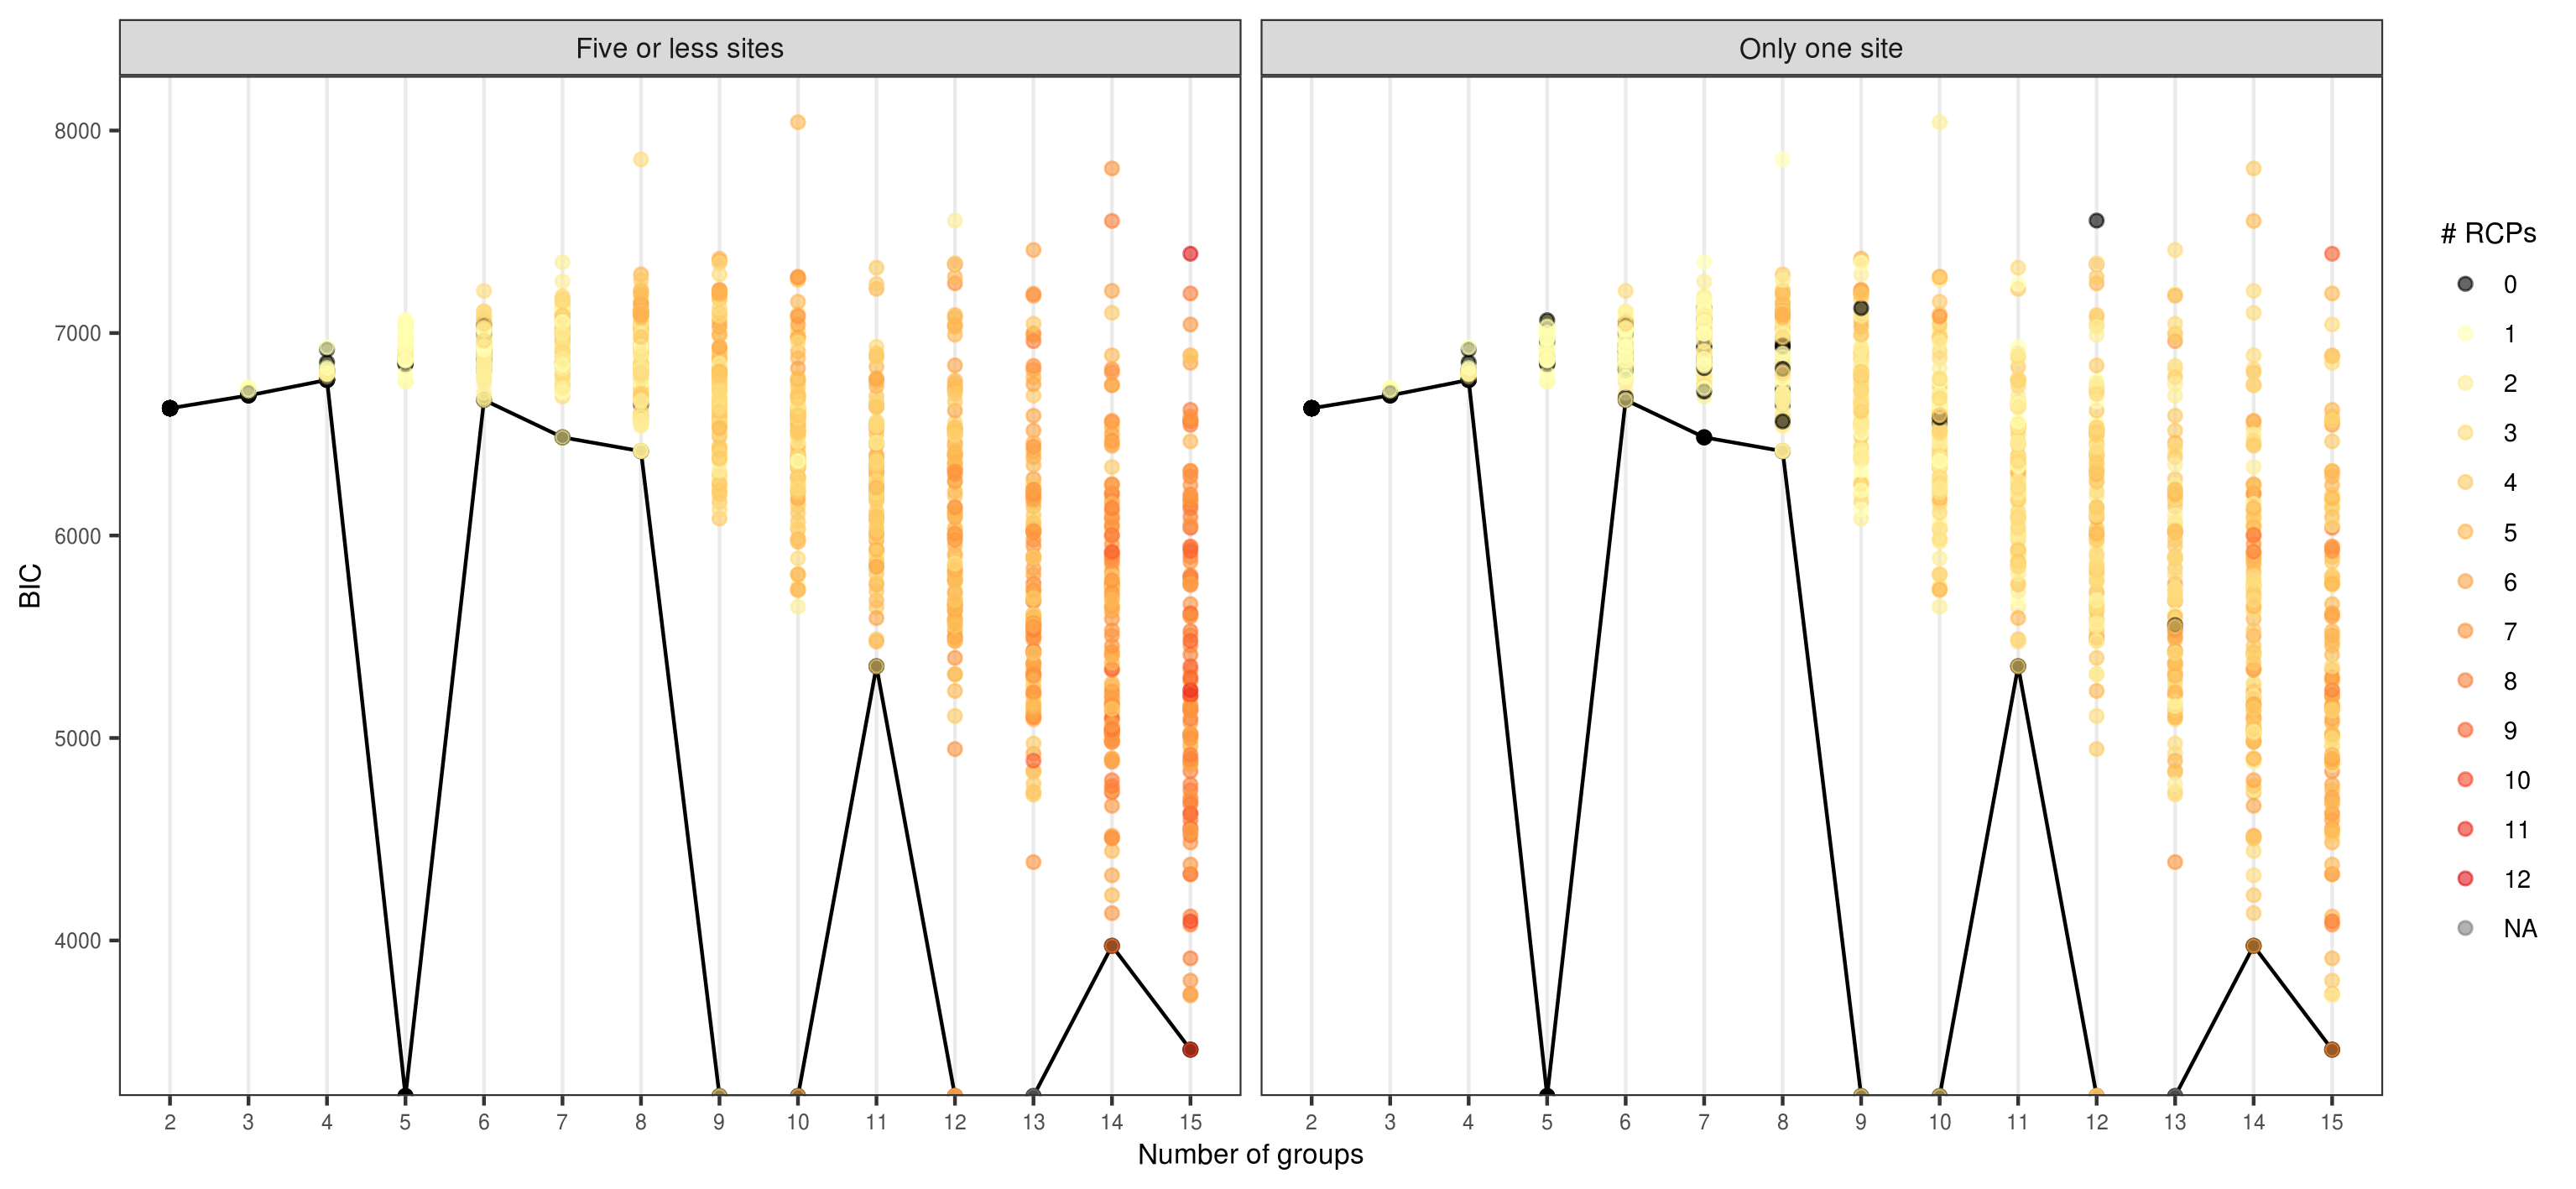 Five or less sites
Only one site
8000
7000
6000
5000
4000
BIC
2 3 4 5 6 7 8 9 10 11 12 13 14 15
2 3 4 5 6 7 8 9 10 11 12 13 14 15
Number of groups
# RCPs
0
1
2
3
4
5
6
7
8
9
10
11
12
NA